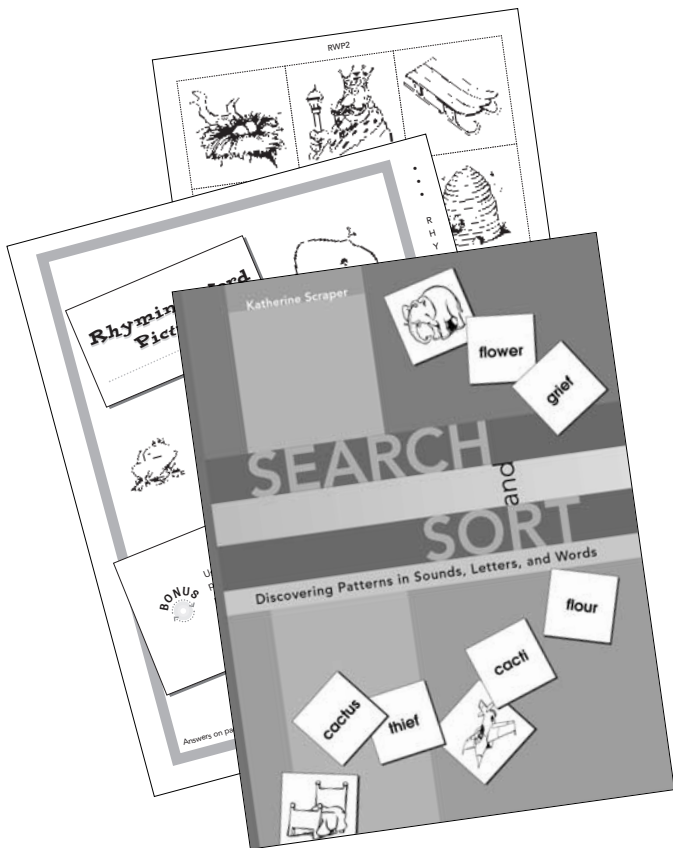 RWP2
R
H
Y
Rhyming
BONUS
Answers on
Katherine Scraper
flower
grief
SEARCH
and
SORT
Discovering Patterns in Sounds, Letters, and Words
flour
cacti
thief
cactus